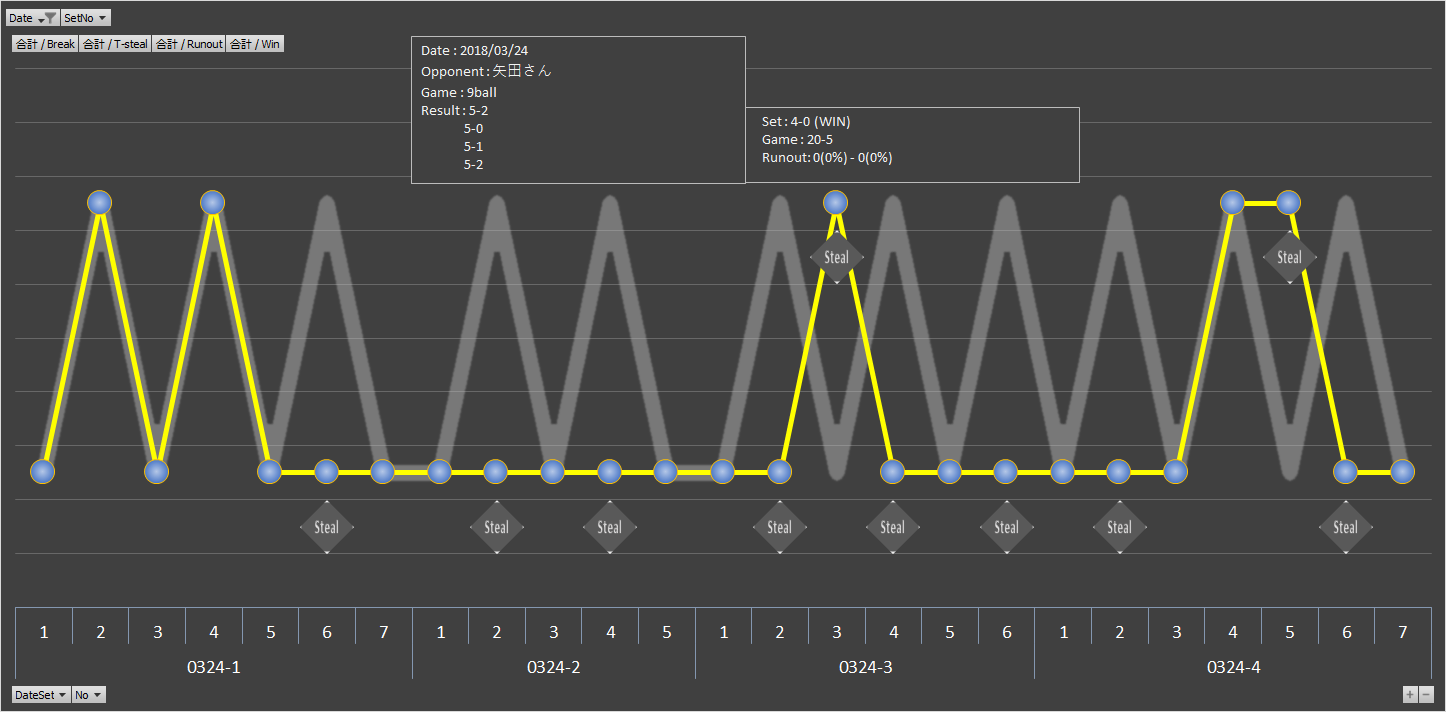 Date SetNo
合計 / Break 合計 / T-steal 合計 / Runout 合計 / Win
Date : 2018/03/24
Opponent : 矢田さん
Game : 9ball
Result : 5-2
5-0
5-1
5-2
Set : 4-0 (WIN)
Game : 20-5
Runout: 0(0%) - 0(0%)
Steal Steal
Steal Steal Steal Steal Steal Steal Steal Steal
1 2 3 4 5 6 7 1 2 3 4 5 1 2 3 4 5 6 1 2 3 4 5 6 7
0324-1 0324-2 0324-3 0324-4
DateSet No + −